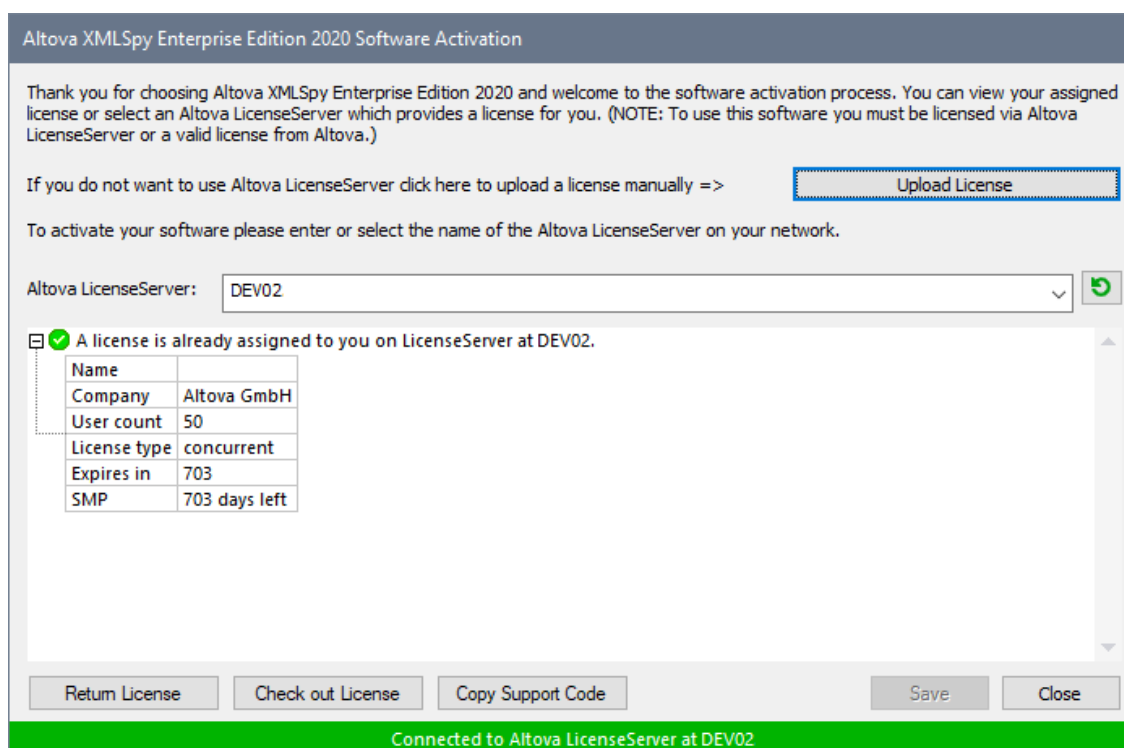 Altova XMLSpy Enterprise Edition 2020 Software Activation
Thank you for choosing Altova XMLSpy Enterprise Edition 2020 and welcome to the software activation process. You can view your assigned
license or select an Altova LicenseServer which provides a license for you. (NOTE: To use this software you must be licensed via Altova
LicenseServer or a valid license from Altova.)
If you do not want to use Altova LicenseServer click here to upload a license manually => Upload License
To activate your software please enter or select the name of the Altova LicenseServer on your network.
Altova LicenseServer: DEV02
A license is already assigned to you on LicenseServer at DEV02.
Name
Company Altova GmbH
User count 50
License type concurrent
Expires in 703
SMP 703 days left
Return License Check out License Copy Support Code Save Close
Connected to Altova LicenseServer at DEV02